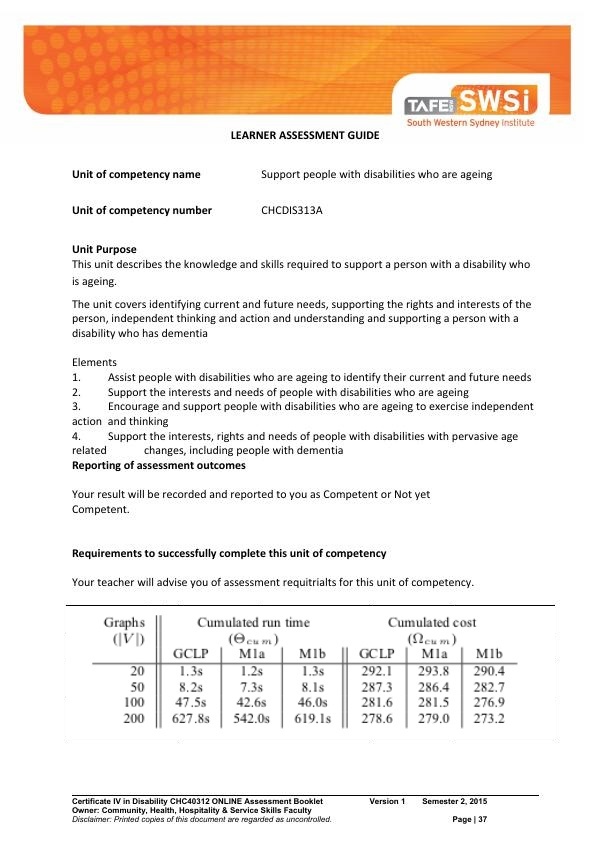 TAFE NSW SWSi
South Western Sydney Institute
LEARNER ASSESSMENT GUIDE
Unit of competency name Support people with disabilities who are ageing
Unit of competency number CHCDIS313A
Unit Purpose
This unit describes the knowledge and skills required to support a person with a disability who
is ageing.
The unit covers identifying current and future needs, supporting the rights and interests of the
person, independent thinking and action and understanding and supporting a person with a
disability who has dementia
Elements
1. Assist people with disabilities who are ageing to identify their current and future needs
2. Support the interests and needs of people with disabilities who are ageing
3. Encourage and support people with disabilities who are ageing to exercise independent
action and thinking
4. Support the interests, rights and needs of people with disabilities with pervasive age
related changes, including people with dementia
Reporting of assessment outcomes
Your result will be recorded and reported to you as Competent or Not yet
Competent.
Requirements to successfully complete this unit of competency
Your teacher will advise you of assessment requitrialts for this unit of competency.
Graphs Cumulated run time Cumulated cost
(|V|) (Θcum) (Ωcum)
GCLP M1a M1b GCLP M1a M1b
20 1.3s 1.2s 1.3s 292.1 293.8 290.4
50 8.2s 7.3s 8.1s 287.3 286.4 282.7
100 47.5s 42.6s 46.0s 281.6 281.5 276.9
200 627.8s 542.0s 619.1s 278.6 279.0 273.2
Certificate IV in Disability CHC40312 ONLINE Assessment Booklet Version 1 Semester 2, 2015
Owner: Community, Health, Hospitality & Service Skills Faculty
Disclaimer: Printed copies of this document are regarded as uncontrolled. Page | 37